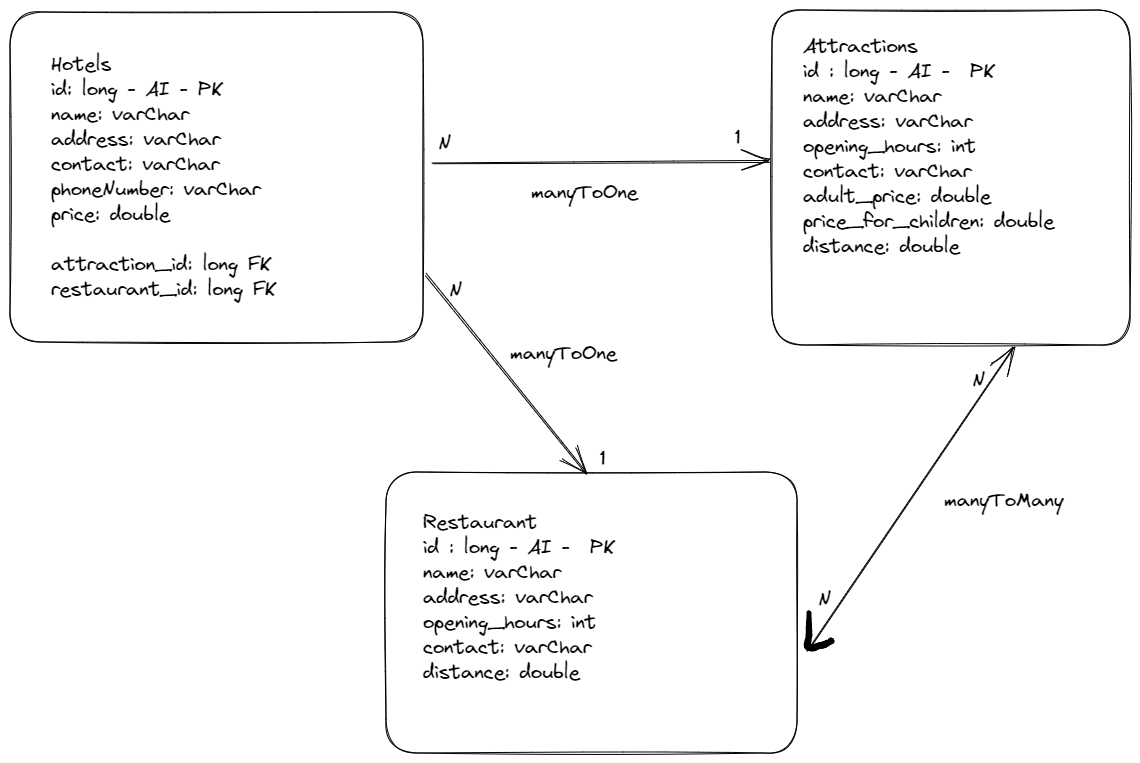 Hotels
id: long - AI - PK
name: varChar
address: varChar
contact: varChar
phoneNumber: varChar
price: double
attraction_id: long FK
restaurant_id: long FK
N
1
manyToOne
Attractions
id : long - AI - PK
name: varChar
address: varChar
opening_hours: int
contact: varChar
adult_price: double
price_for_children: double
distance: double
N
manyToOne
1
N
manyToMany
N
Restaurant
id : long - AI - PK
name: varChar
address: varChar
opening_hours: int
contact: varChar
distance: double